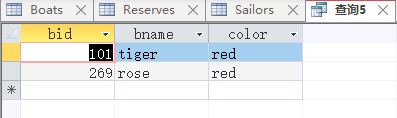 Boats Reserves Sailors 查询5
bid bname color
101 tiger red
269 rose red